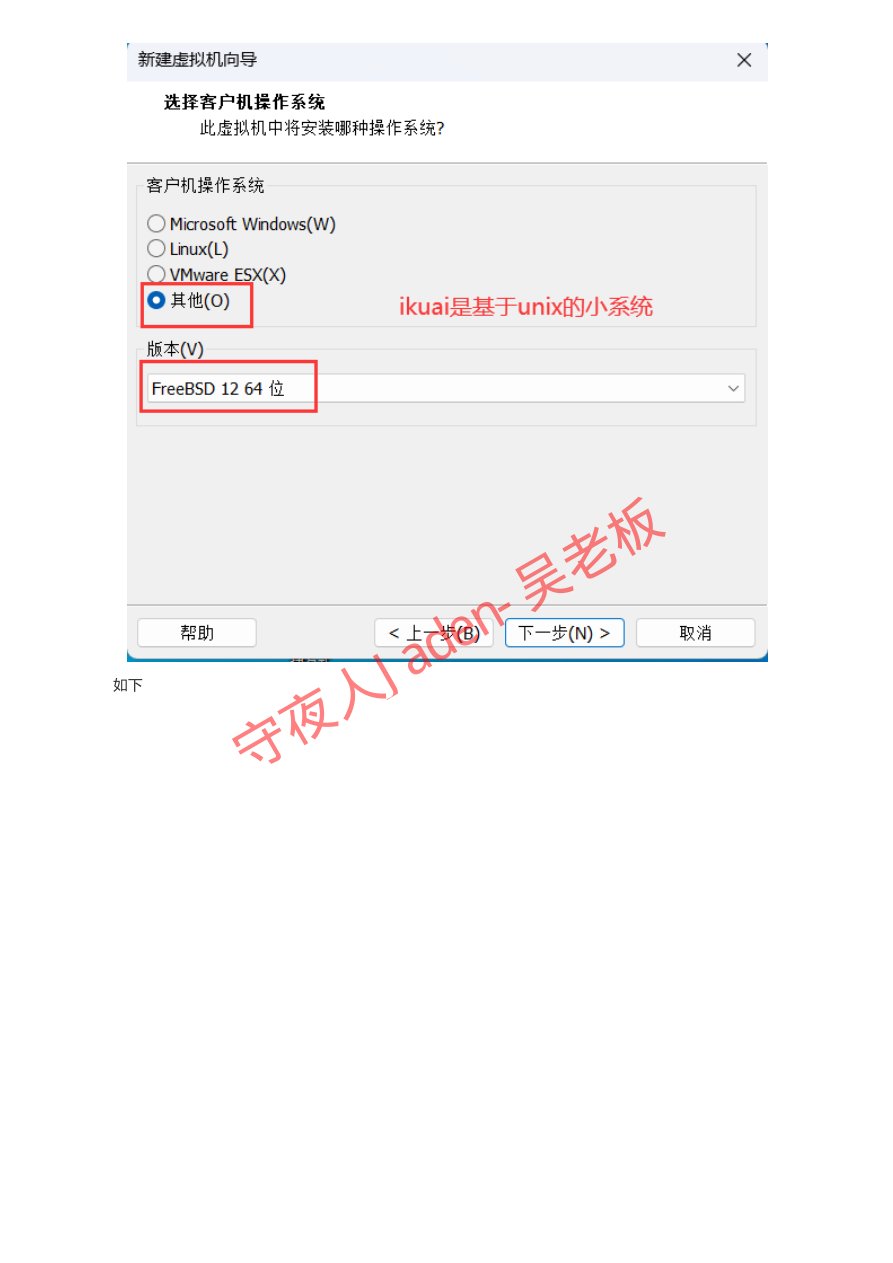 新建虚拟机向导
选择客户机操作系统
此虚拟机中将安装哪种操作系统?
客户机操作系统
Microsoft Windows(W)
Linux(L)
VMware ESX(X)
其他(O)
ikuai是基于unix的小系统
版本(V)
FreeBSD 12 64 位
帮助
< 上一步(B)
下一步(N) >
取消
如下
守夜人J aden- 吴老板